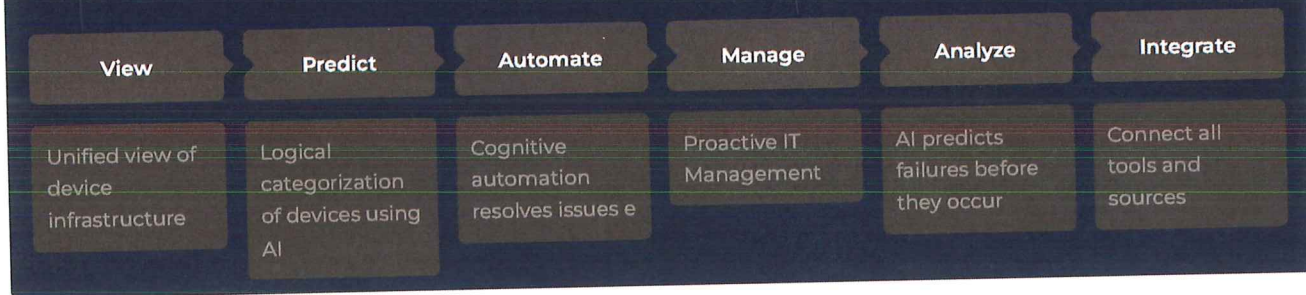 View
Predict
Automate
Manage
Analyze
Integrate
Unified view of
device
infrastructure
Logical
categorization
of devices using
AI
Cognitive
automation
resolves issues e
Proactive IT
Management
AI predicts
failures before
they occur
Connect all
tools and
sources